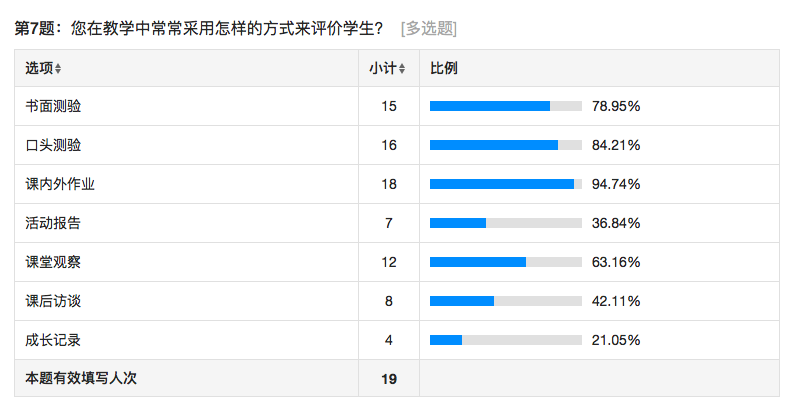 第7题：您在教学中常常采用怎样的方式来评价学生? [多选题]
选项 小计 比例
书面测验 15 78.95%
口头测验 16 84.21%
课内外作业 18 94.74%
活动报告 7 36.84%
课堂观察 12 63.16%
课后访谈 8 42.11%
成长记录 4 21.05%
本题有效填写人次 19